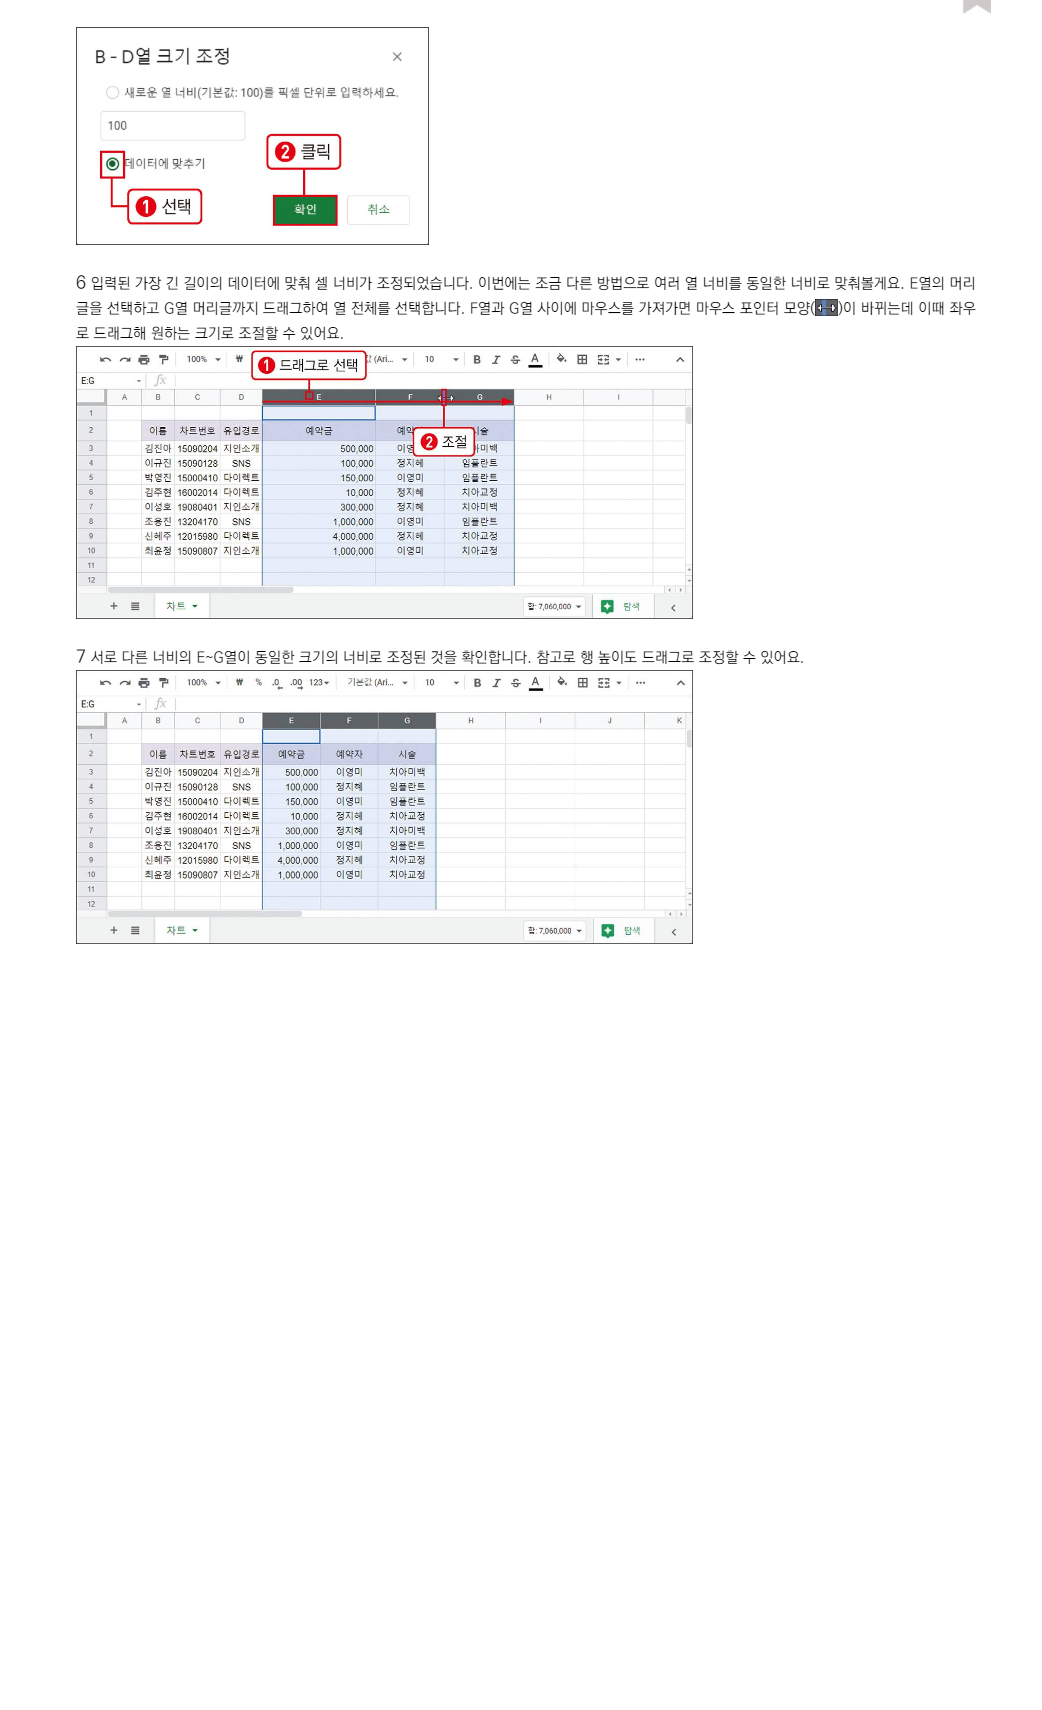 B - D열 크기 조정 ×
새로운 열 너비(기본값: 100)를 픽셀 단위로 입력하세요.
100
데이터에 맞추기
2 클릭
1 선택
확인 취소
6 입력된 가장 긴 길이의 데이터에 맞춰 셀 너비가 조정되었습니다. 이번에는 조금 다른 방법으로 여러 열 너비를 동일한 너비로 맞춰볼게요. E열의 머리
글을 선택하고 G열 머리글까지 드래그하여 열 전체를 선택합니다. F열과 G열 사이에 마우스를 가져가면 마우스 포인터 모양( )이 바뀌는데 이때 좌우
로 드래그해 원하는 크기로 조절할 수 있어요.
100% ₩ 1 드래그로 선택 (Ari... 10 B I S A ...
E:G fx
A B C D E F G H I
1
2 이름 차트번호 유입경로 예약금 예약 시술
2 조절
3 김진아 15090204 지인소개 500,000 이영 아미백
4 이규진 15090128 SNS 100,000 정지혜 임플란트
5 박영진 15000410 다이렉트 150,000 이영미 임플란트
6 김주현 16002014 다이렉트 10,000 정지혜 치아교정
7 이성호 19080401 지인소개 300,000 정지혜 치아미백
8 조용진 13204170 SNS 1,000,000 이영미 임플란트
9 신혜주 12015980 다이렉트 4,000,000 정지혜 치아교정
10 최윤정 15090807 지인소개 1,000,000 이영미 치아교정
11
12
+ 차트 합: 7,060,000 탐색
7 서로 다른 너비의 E~G열이 동일한 크기의 너비로 조정된 것을 확인합니다. 참고로 행 높이도 드래그로 조정할 수 있어요.
100% ₩ % .0 .00 123 기본값 (Ari... 10 B I S A ...
E:G fx
A B C D E F G H I J K
1
2 이름 차트번호 유입경로 예약금 예약자 시술
3 김진아 15090204 지인소개 500,000 이영미 치아미백
4 이규진 15090128 SNS 100,000 정지혜 임플란트
5 박영진 15000410 다이렉트 150,000 이영미 임플란트
6 김주현 16002014 다이렉트 10,000 정지혜 치아교정
7 이성호 19080401 지인소개 300,000 정지혜 치아미백
8 조용진 13204170 SNS 1,000,000 이영미 임플란트
9 신혜주 12015980 다이렉트 4,000,000 정지혜 치아교정
10 최윤정 15090807 지인소개 1,000,000 이영미 치아교정
11
12
+ 차트 합: 7,060,000 탐색